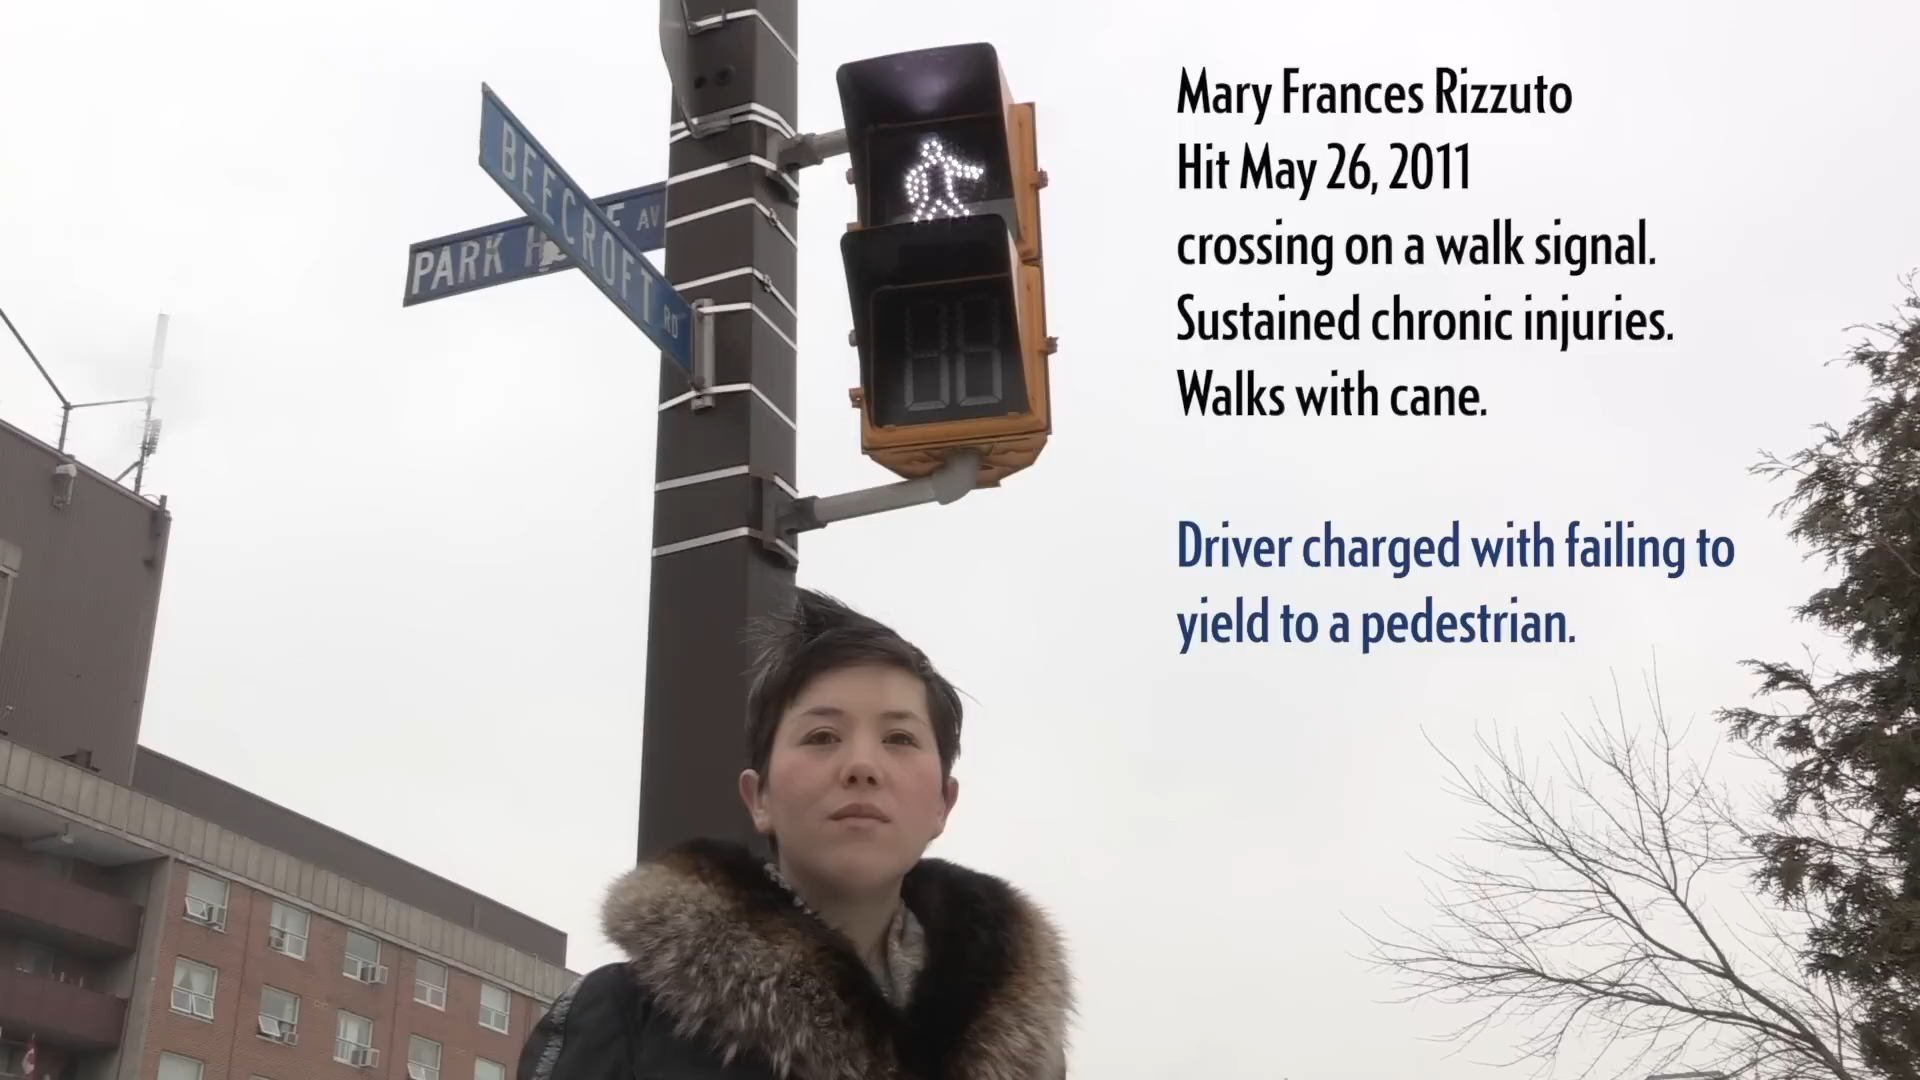 BEECROFT RD
PARK H AV
Mary Frances Rizzuto
Hit May 26, 2011
crossing on a walk signal.
Sustained chronic injuries.
Walks with cane.
Driver charged with failing to
yield to a pedestrian.